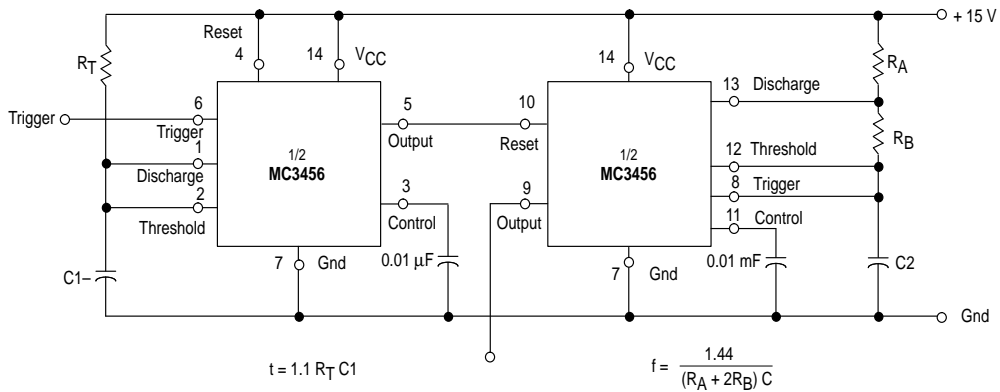 + 15 V
Reset
RT
4
14
VCC
14
VCC
RA
13
Discharge
Trigger
6
Trigger
5
Output
10
Reset
RB
1
Discharge
1/2
MC3456
1/2
MC3456
12
Threshold
8
Trigger
2
Threshold
3
Control
9
Output
11
Control
C1–
7
Gnd
0.01 μF
7
Gnd
0.01 mF
C2
Gnd
t = 1.1 RT C1
f = 1.44
(RA + 2RB) C